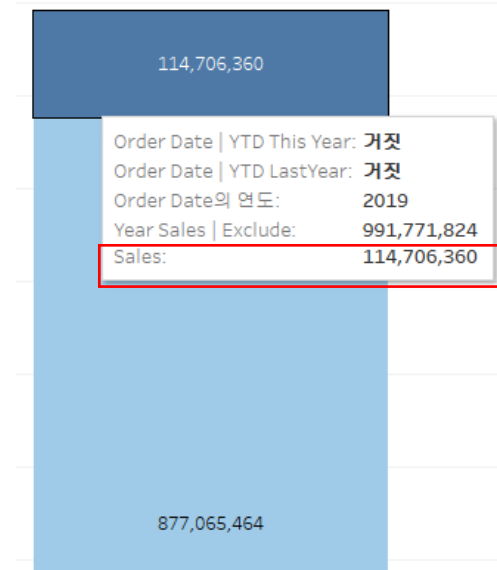 114,706,360
Order Date | YTD This Year: 거짓
Order Date | YTD LastYear: 거짓
Order Date의 연도: 2019
Year Sales | Exclude: 991,771,824
Sales: 114,706,360
877,065,464